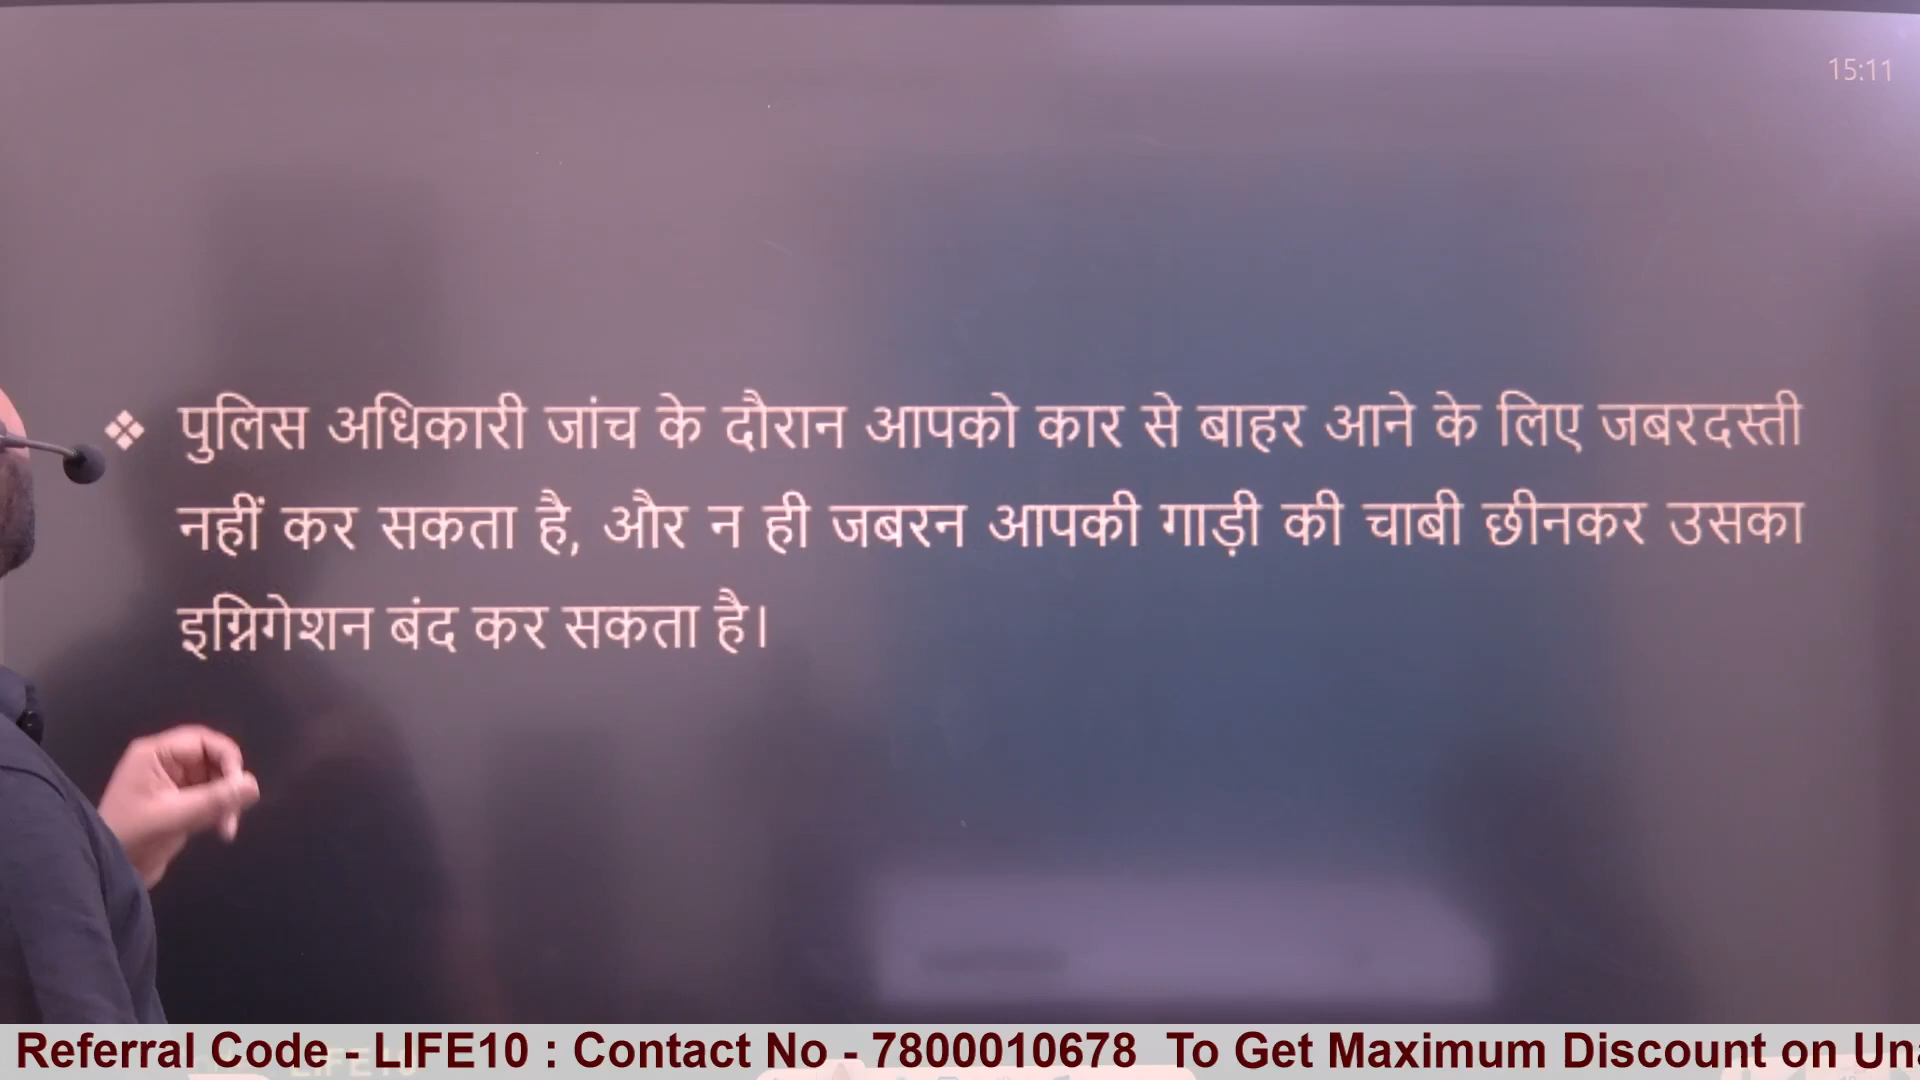 15:11
❖ पुलिस अधिकारी जांच के दौरान आपको कार से बाहर आने के लिए जबरदस्ती
नहीं कर सकता है, और न ही जबरन आपकी गाड़ी की चाबी छीनकर उसका
इग्निगेशन बंद कर सकता है।
Referral Code - LIFE10 : Contact No - 7800010678 To Get Maximum Discount on